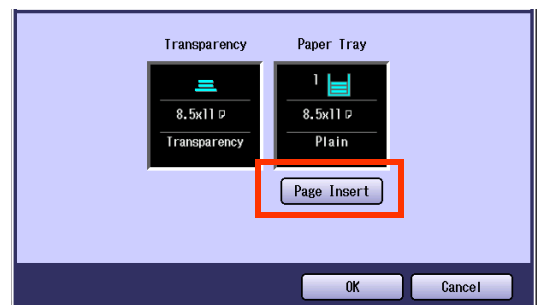 Transparency Paper Tray
1
8.5x11 8.5x11
Transparency Plain
Page Insert
OK Cancel